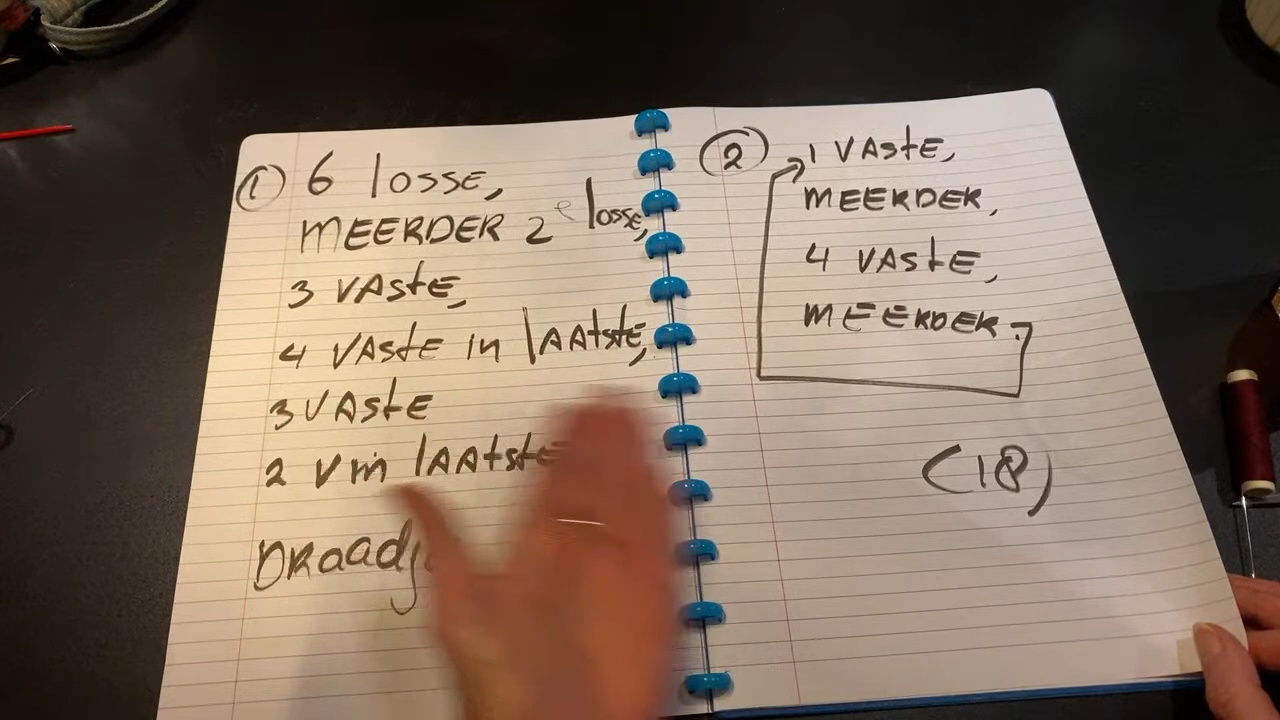 ① 6 losse,
MEERDER 2e losse,
3 VAStE,
4 VAStE in lAAtstE,
3 VAStE
2 V in lAAtstE
② 1 VAStE,
MEERDER,
4 VAStE,
MEERDER,
(18)